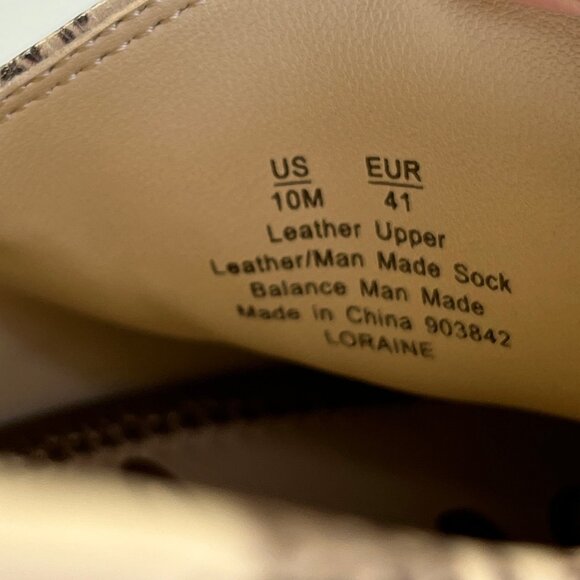 US EUR
10M 41
Leather Upper
Leather/Man Made Sock
Balance Man Made
Made in China 903842
LORAINE